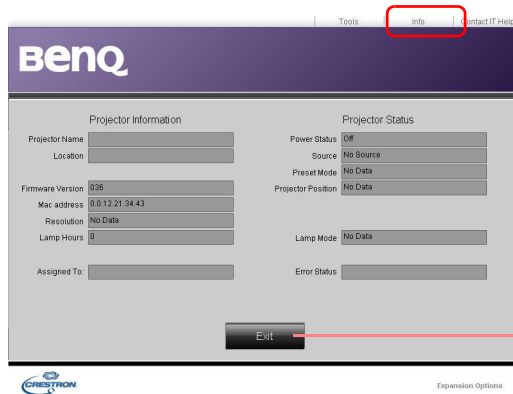 Tools Info Contact IT Help
BenQ
Projector Information
Projector Name
Location
Firmware Version 036
Mac address 0.0.12.21.34.43
Resolution No Data
Lamp Hours 0
Assigned To:
Projector Status
Power Status Off
Source No Source
Preset Mode No Data
Projector Position No Data
Lamp Mode No Data
Error Status
Exit
CRESTRON Expansion Options